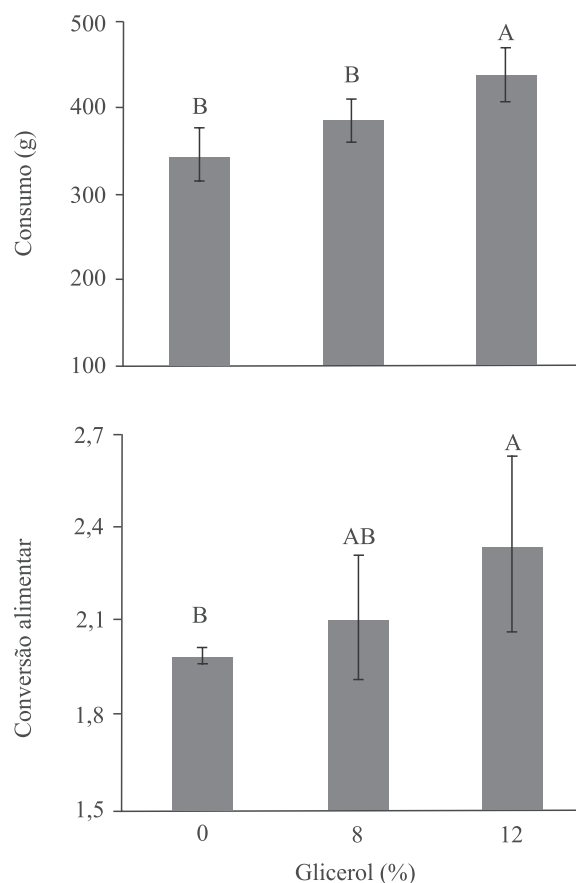 500
400
300
200
100
Consumo (g)
B
B
A
2,7
2,4
2,1
1,8
1,5
Conversão alimentar
B
AB
A
0 8 12
Glicerol (%)